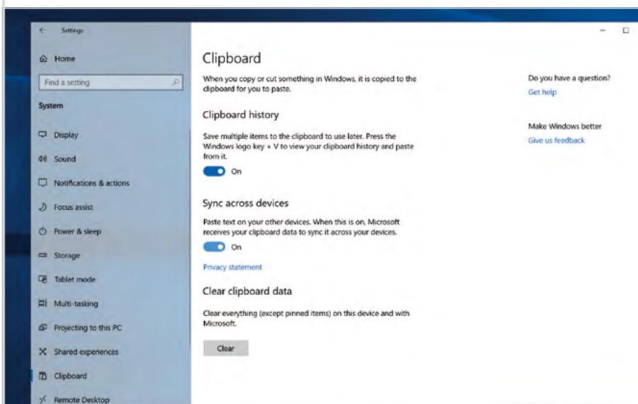 Settings
Home
Find a setting
System
Display
Sound
Notifications & actions
Focus assist
Power & sleep
Storage
Tablet mode
Multi-tasking
Projecting to this PC
Shared experiences
Clipboard
Remote Desktop
Clipboard
When you copy or cut something in Windows, it is copied to the
clipboard for you to paste.
Clipboard history
Save multiple items to the clipboard to use later. Press the
Windows logo key + V to view your clipboard history and paste
from it.
On
Sync across devices
Paste text on your other devices. When this is on, Microsoft
receives your clipboard data to sync it across your devices.
On
Privacy statement
Clear clipboard data
Clear everything (except pinned items) on this device and with
Microsoft.
Clear
Do you have a question?
Get help
Make Windows better
Give us feedback